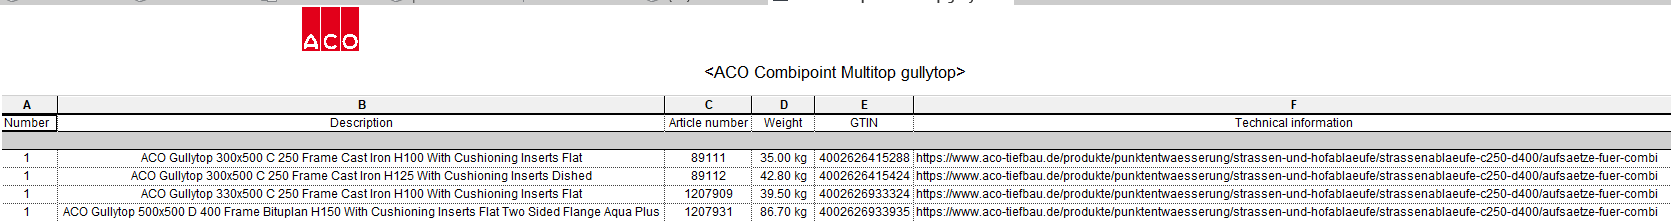 ACO
<ACO Combipoint Multitop gullytop>
A B C D E F
Number Description Article number Weight GTIN Technical information
1 ACO Gullytop 300x500 C 250 Frame Cast Iron H100 With Cushioning Inserts Flat 89111 35.00 kg 4002626415288 https://www.aco-tiefbau.de/produkte/punktentwaesserung/strassen-und-hofablaeufe/strassenablaeufe-c250-d400/aufsaetze-fuer-combi
1 ACO Gullytop 300x500 C 250 Frame Cast Iron H125 With Cushioning Inserts Dished 89112 42.80 kg 4002626415424 https://www.aco-tiefbau.de/produkte/punktentwaesserung/strassen-und-hofablaeufe/strassenablaeufe-c250-d400/aufsaetze-fuer-combi
1 ACO Gullytop 330x500 C 250 Frame Cast Iron H100 With Cushioning Inserts Flat 1207909 39.50 kg 4002626933324 https://www.aco-tiefbau.de/produkte/punktentwaesserung/strassen-und-hofablaeufe/strassenablaeufe-c250-d400/aufsaetze-fuer-combi
1 ACO Gullytop 500x500 D 400 Frame Bituplan H150 With Cushioning Inserts Flat Two Sided Flange Aqua Plus 1207931 86.70 kg 4002626933935 https://www.aco-tiefbau.de/produkte/punktentwaesserung/strassen-und-hofablaeufe/strassenablaeufe-c250-d400/aufsaetze-fuer-combi